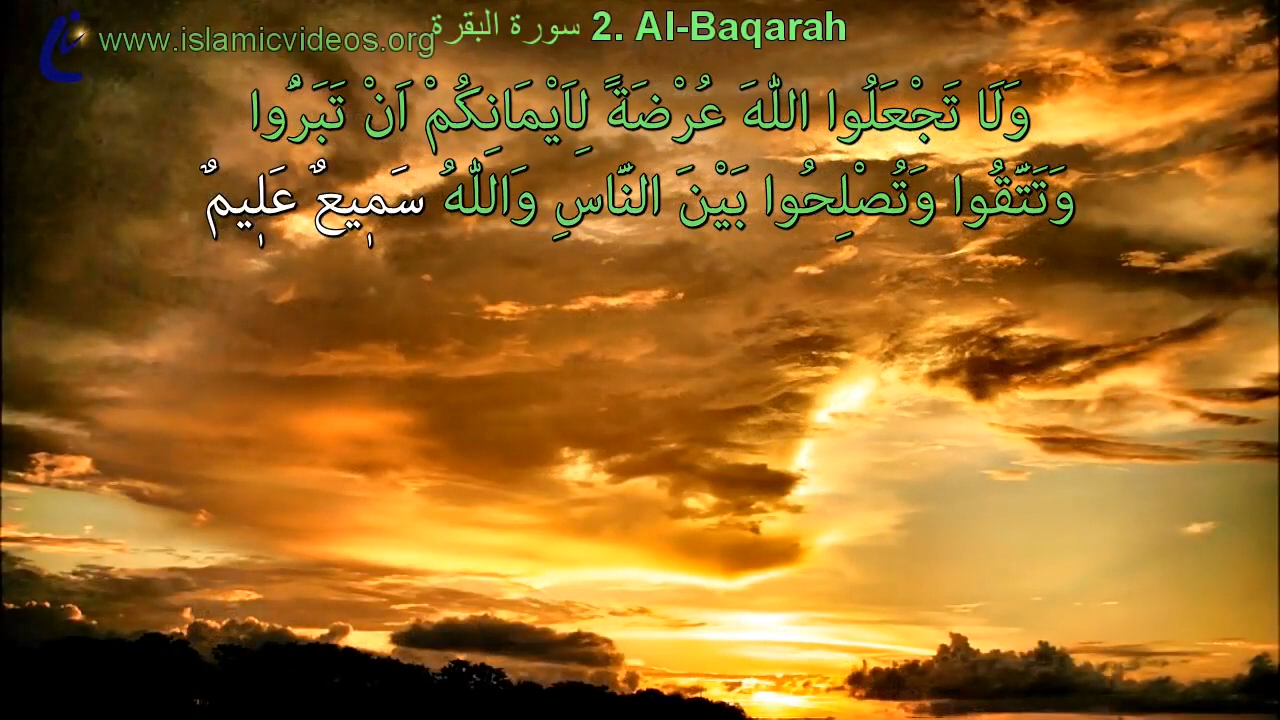 www.islamicvideos.org
سورة البقرة 2. Al-Baqarah
وَلَا تَجْعَلُوا اللّٰهَ عُرْضَةً لِاَيْمَانِكُمْ اَنْ تَبَرُّوا
وَتَتَّقُوا وَتُصْلِحُوا بَيْنَ النَّاسِ وَاللّٰهُ سَمٖيعٌ عَلٖيمٌ